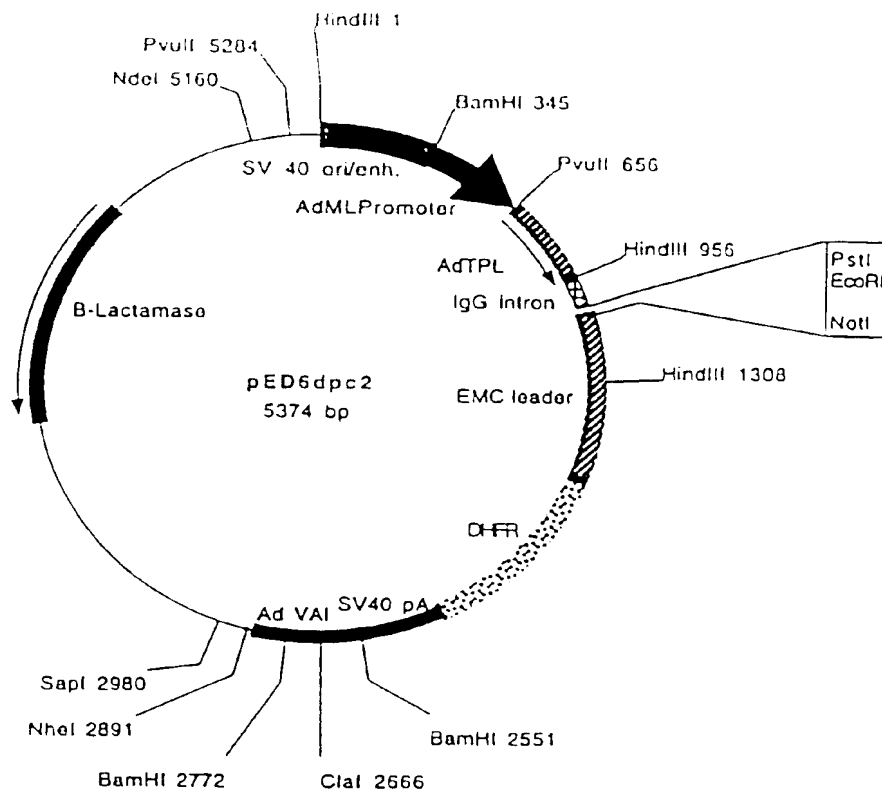 HindIII 1
PvuII 5284
NdeI 5160
BamHI 345
SV 40 ori/enh.
PvuII 656
AdMLPromoter
HindIII 956
AdTPL
PstI
EcoRI
IgG Intron
B-Lactamase
NotI
pED6dpc2
HindIII 1308
EMC leader
5374 bp
DHFR
Ad VAI
SV40 pA
SapI 2980
NheI 2891
BamHI 2551
BamHI 2772
ClaI 2666